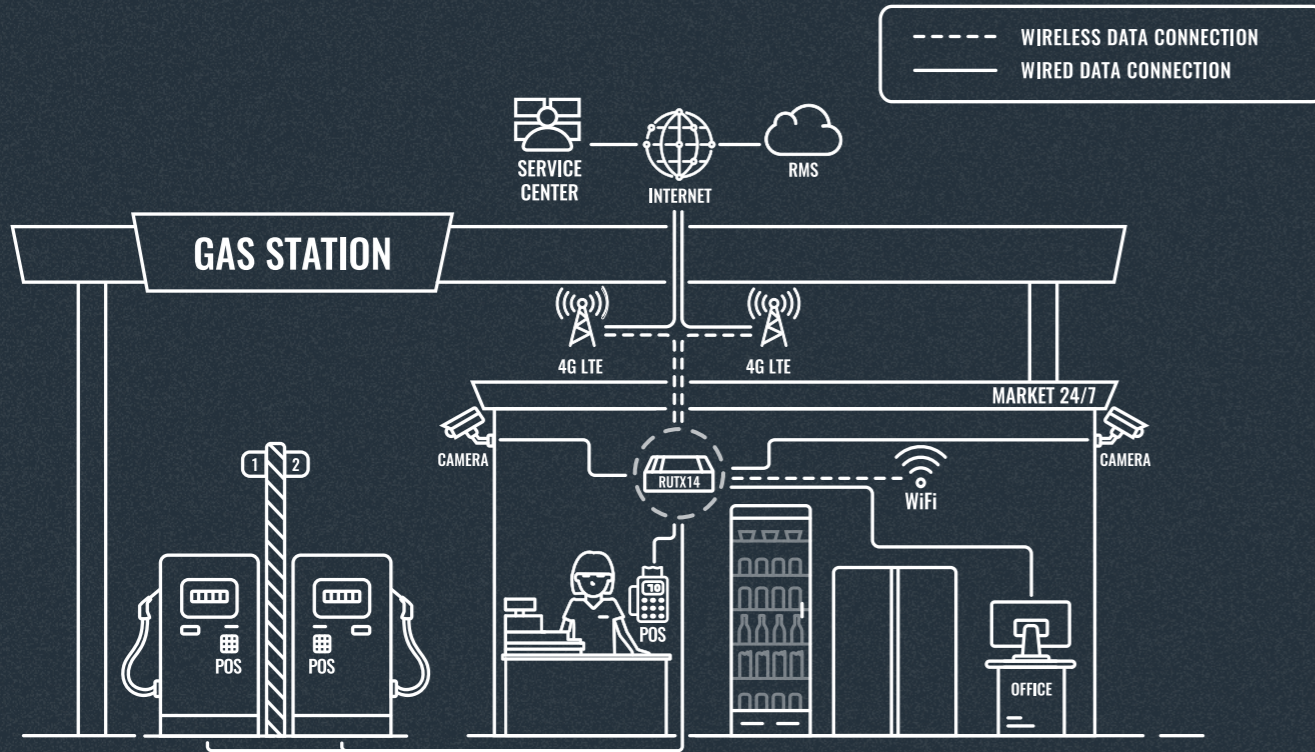 WIRELESS DATA CONNECTION
WIRED DATA CONNECTION
SERVICE
CENTER
INTERNET
RMS
GAS STATION
4G LTE
4G LTE
MARKET 24/7
CAMERA
CAMERA
RUTX14
WiFi
1
2
POS
POS
POS
OFFICE